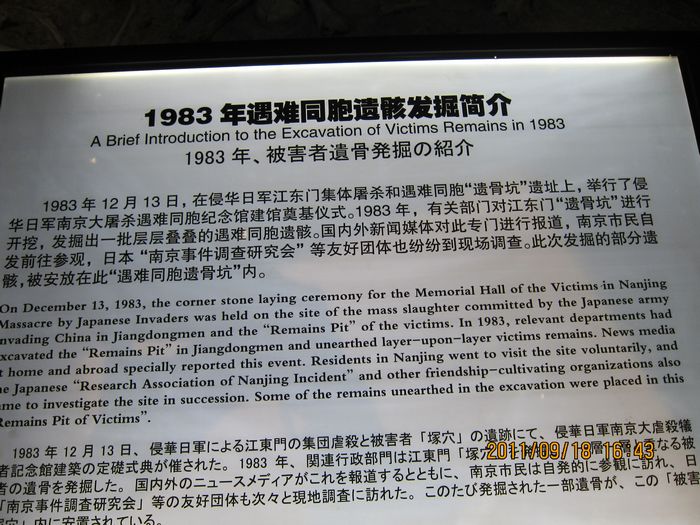 1983 年遇难同胞遗骸发掘简介
A Brief Introduction to the Excavation of Victims Remains in 1983
1983 年、被害者遺骨発掘の紹介
1983 年 12 月 13 日，在侵华日军江东门集体屠杀和遇难同胞“遗骨坑”遗址上，举行了侵
华日军南京大屠杀遇难同胞纪念馆建馆奠基仪式。1983 年，有关部门对江东门“遗骨坑”进行
开挖，发掘出一批层层叠叠的遇难同胞遗骸。国内外新闻媒体对此专门进行报道，南京市民自
发前往参观，日本 “南京事件调查研究会” 等友好团体也纷纷到现场调查。此次发掘的部分遗
骸，被安放在此“遇难同胞遗骨坑”内。
On December 13, 1983, the corner stone laying ceremony for the Memorial Hall of the Victims in Nanjing
Massacre by Japanese Invaders was held on the site of the mass slaughter committed by the Japanese army
nvading China in Jiangdongmen and the “Remains Pit” of the victims. In 1983, relevant departments had
xcavated the “Remains Pit” in Jiangdongmen and unearthed layer-upon-layer victims remains. News media
t home and abroad specially reported this event. Residents in Nanjing went to visit the site voluntarily, and
he Japanese “Research Association of Nanjing Incident” and other friendship-cultivating organizations also
ame to investigate the site in succession. Some of the remains unearthed in the excavation were placed in this
Remains Pit of Victims”.
1983 年 12 月 13 日、侵華日軍による江東門の集団虐殺と被害者「塚穴」の遺跡にて、侵華日軍南京大虐殺犠
者記念館建築の定礎式典が催された。1983 年、関連行政部門は江東門「塚
なる被害
者の遺骨を発掘した。国内外のニュースメディアがこれを報道するとともに、南京市民は自発的に参観に訪れ、日
「南京事件調査研究会」等の友好団体も次々と現地調査に訪れた。このたび発掘された一部遺骨が、この「被害
穴」内に安置されている。
2011/09/18 16:43